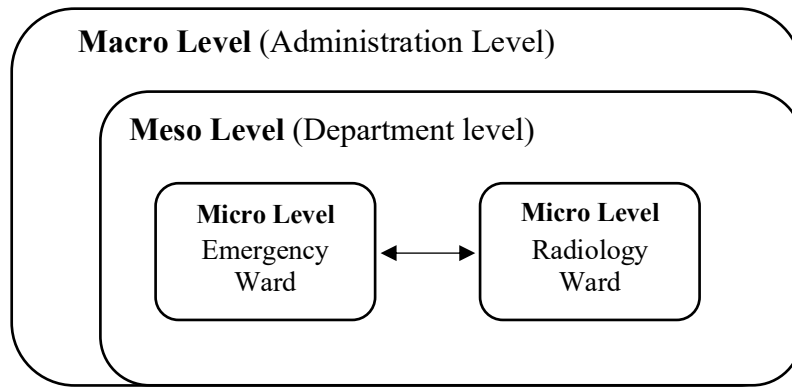 Macro Level (Administration Level)
Meso Level (Department level)
Micro Level
Emergency
Ward
Micro Level
Radiology
Ward